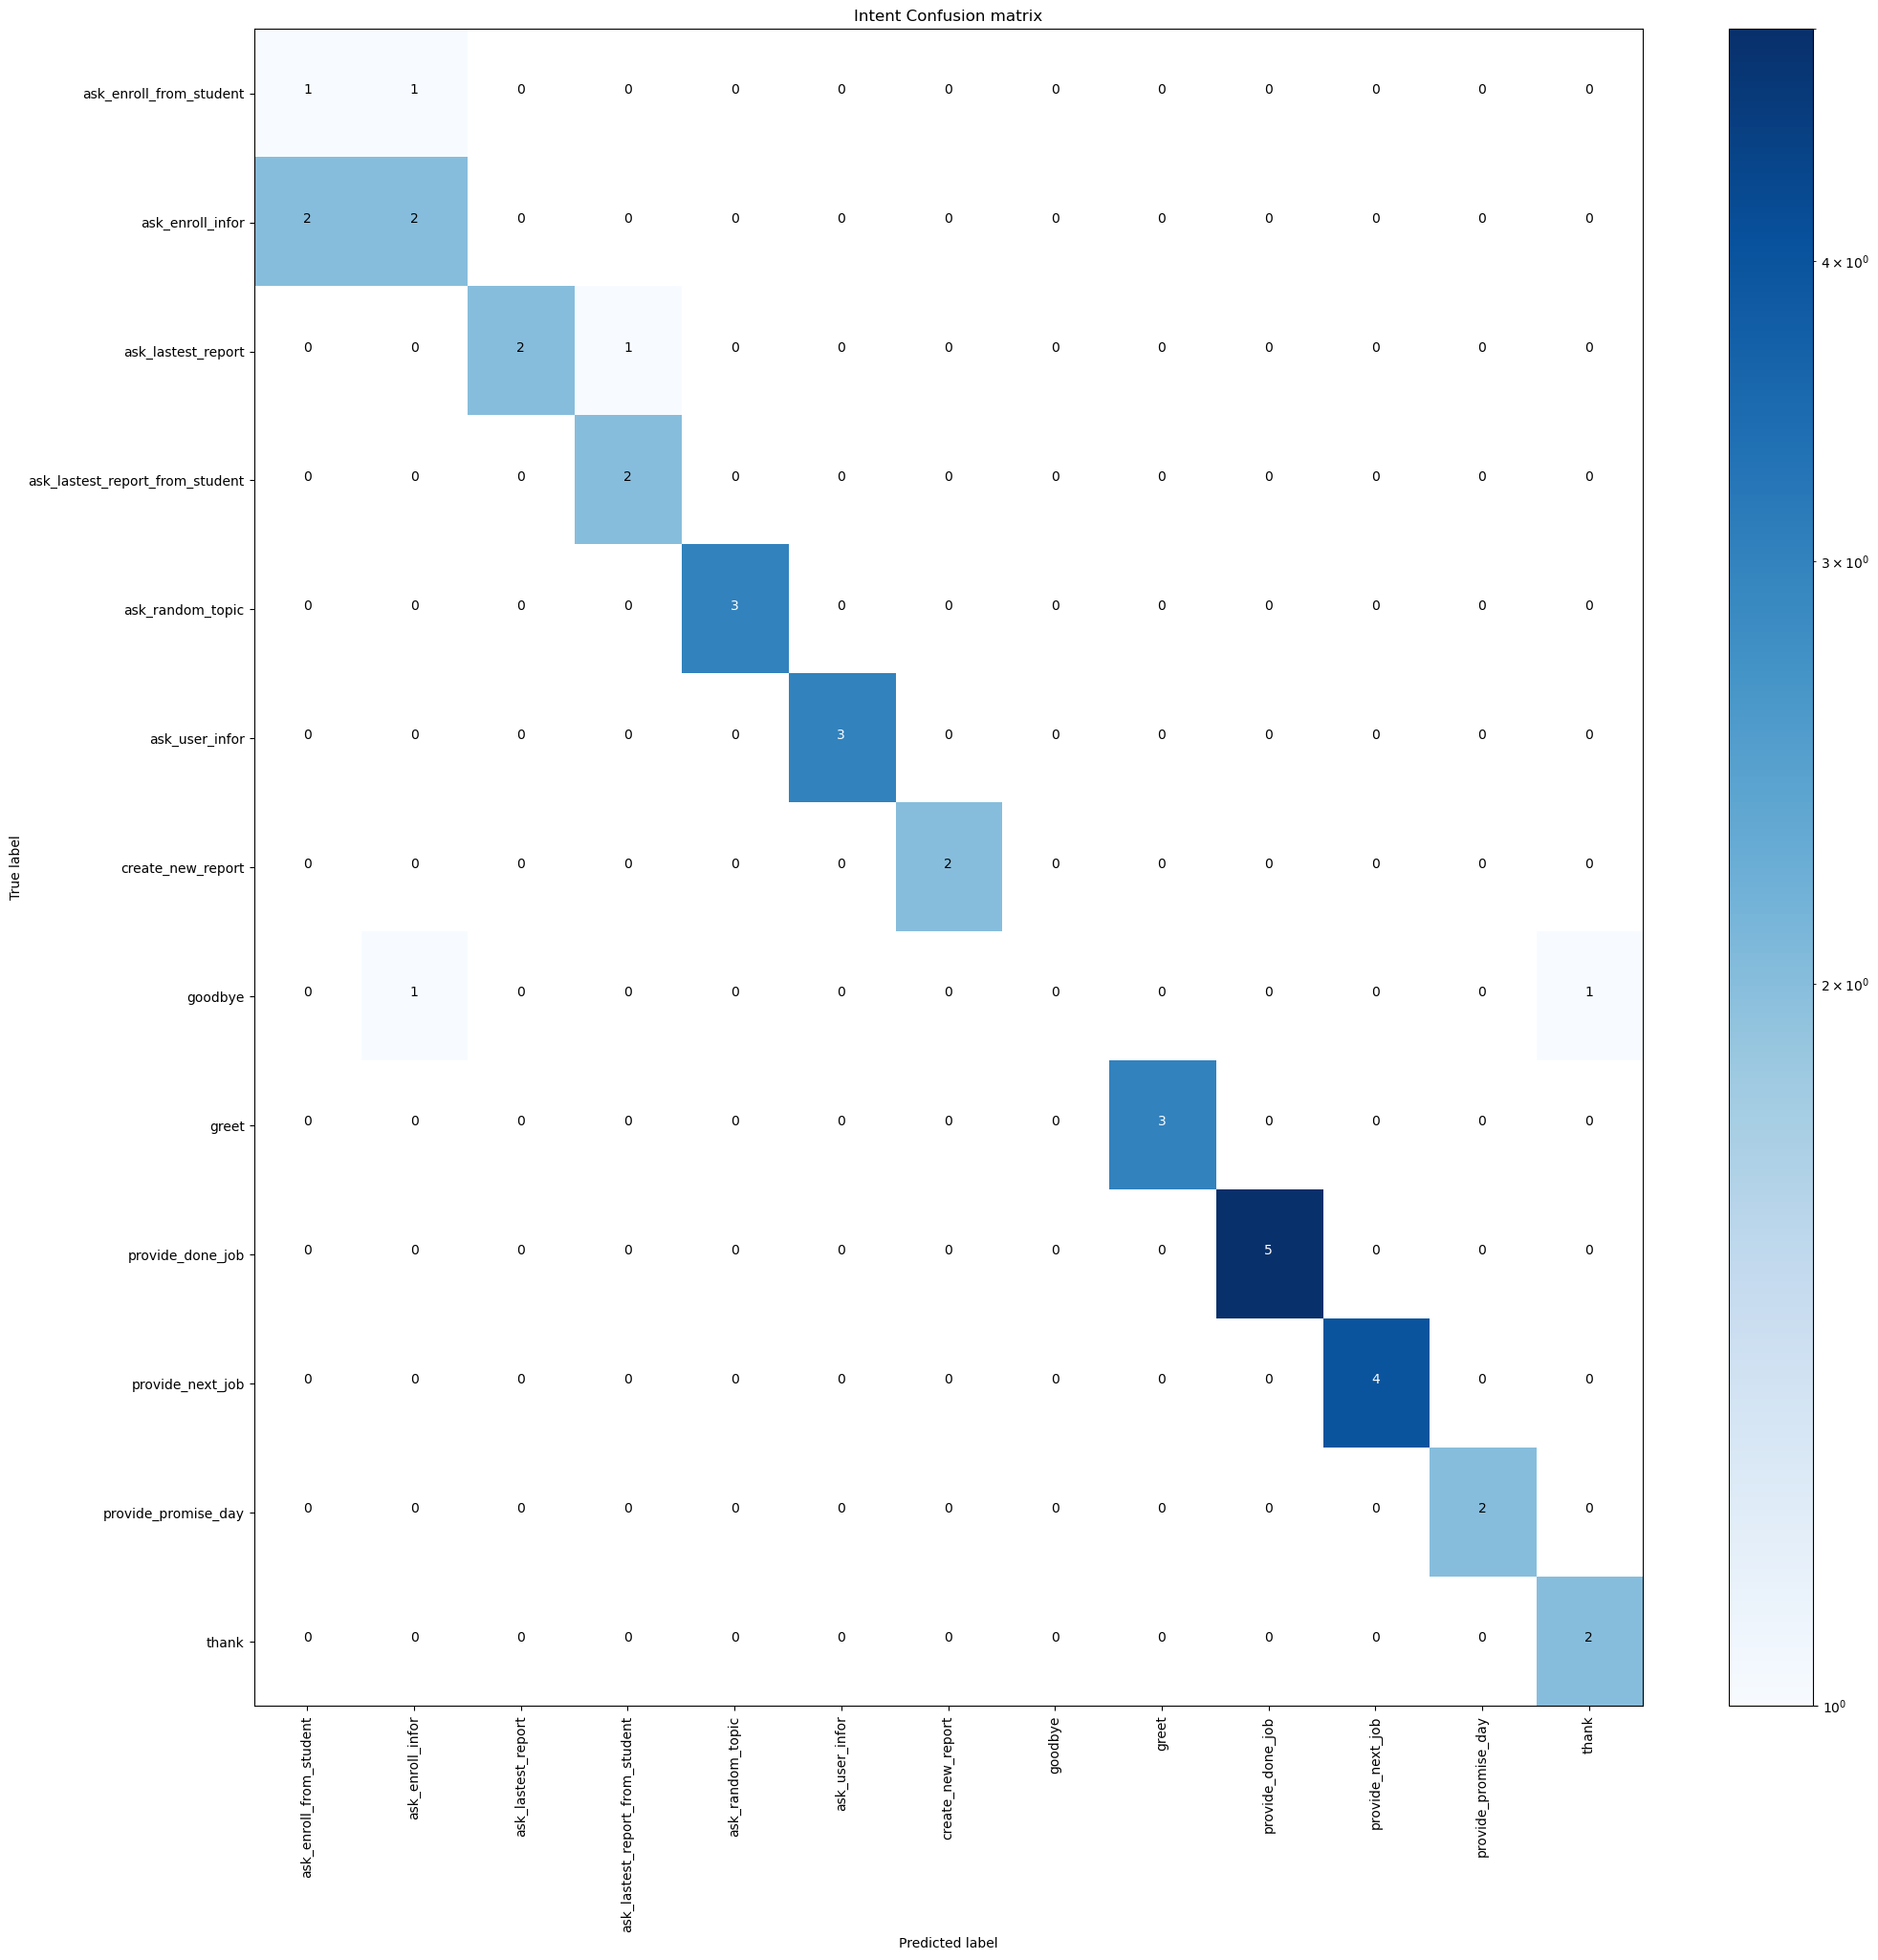 Intent Confusion matrix
ask_enroll_from_student 1 1 0 0 0 0 0 0 0 0 0 0 0
ask_enroll_infor 2 2 0 0 0 0 0 0 0 0 0 0 0
4 × 10⁰
ask_lastest_report 0 0 2 1 0 0 0 0 0 0 0 0 0
ask_lastest_report_from_student 0 0 0 2 0 0 0 0 0 0 0 0 0
3 × 10⁰
ask_random_topic 0 0 0 0 3 0 0 0 0 0 0 0 0
ask_user_infor 0 0 0 0 0 3 0 0 0 0 0 0 0
True label
create_new_report 0 0 0 0 0 0 2 0 0 0 0 0 0
2 × 10⁰
goodbye 0 1 0 0 0 0 0 0 0 0 0 0 1
greet 0 0 0 0 0 0 0 0 3 0 0 0 0
provide_done_job 0 0 0 0 0 0 0 0 0 5 0 0 0
provide_next_job 0 0 0 0 0 0 0 0 0 0 4 0 0
provide_promise_day 0 0 0 0 0 0 0 0 0 0 0 2 0
thank 0 0 0 0 0 0 0 0 0 0 0 0 2
10⁰
ask_enroll_from_student
ask_enroll_infor
ask_lastest_report
ask_lastest_report_from_student
ask_random_topic
ask_user_infor
create_new_report
goodbye
greet
provide_done_job
provide_next_job
provide_promise_day
thank
Predicted label